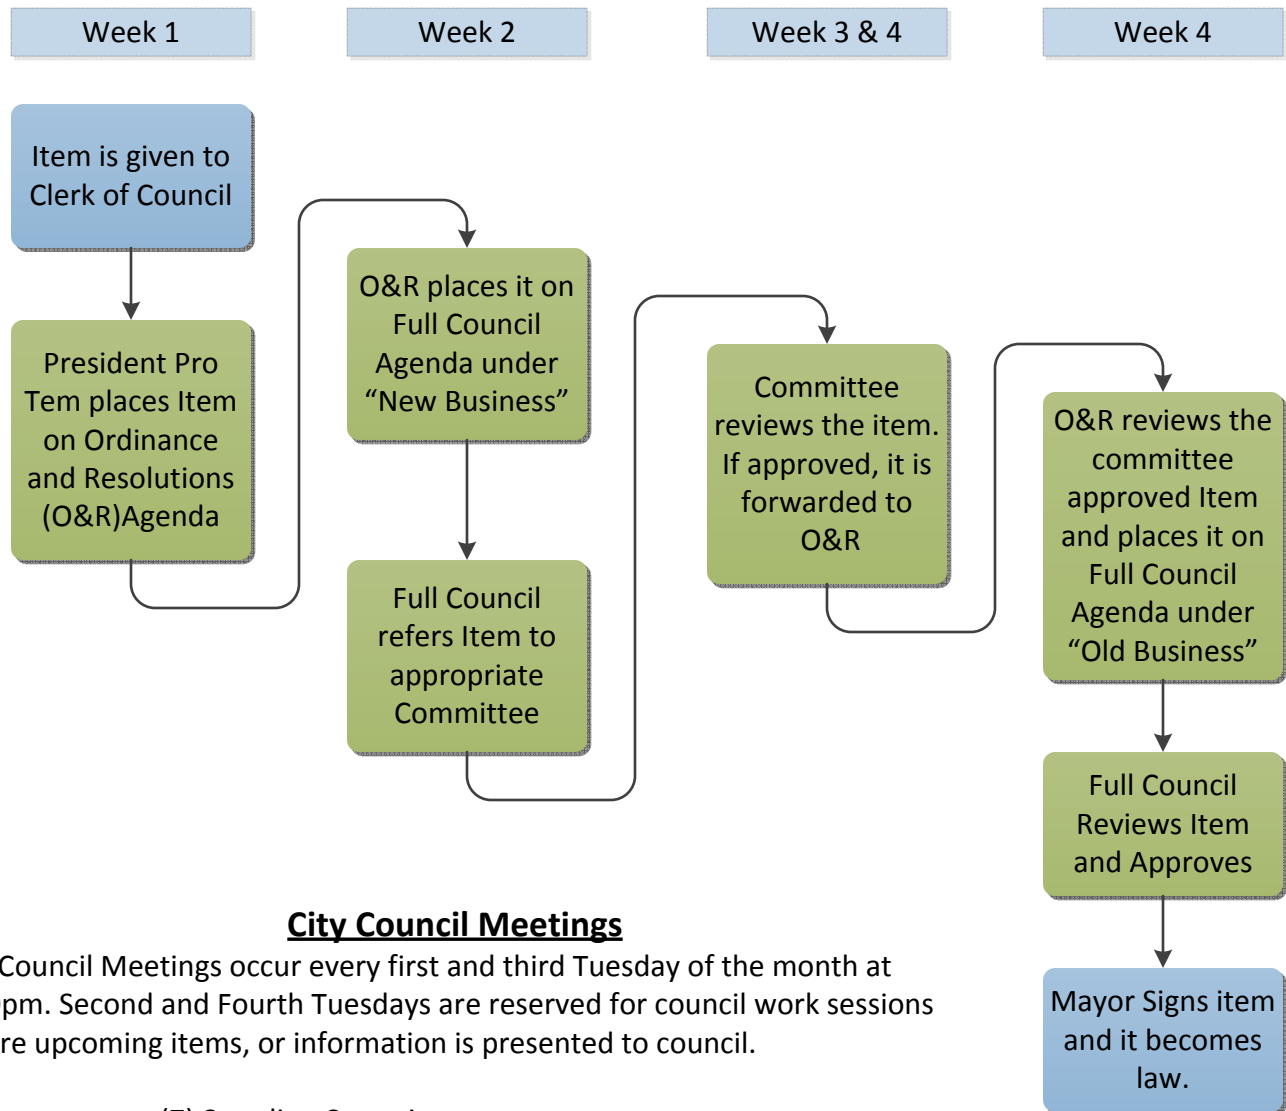 Week 1
Week 2
Week 3 & 4
Week 4
Item is given to
Clerk of Council
President Pro
Tem places Item
on Ordinance
and Resolutions
(O&R)Agenda
O&R places it on
Full Council
Agenda under
“New Business”
Full Council
refers Item to
appropriate
Committee
Committee
reviews the item.
If approved, it is
forwarded to
O&R
O&R reviews the
committee
approved Item
and places it on
Full Council
Agenda under
“Old Business”
Full Council
Reviews Item
and Approves
Mayor Signs item
and it becomes
law.
City Council Meetings
Council Meetings occur every first and third Tuesday of the month at
pm. Second and Fourth Tuesdays are reserved for council work sessions
re upcoming items, or information is presented to council.